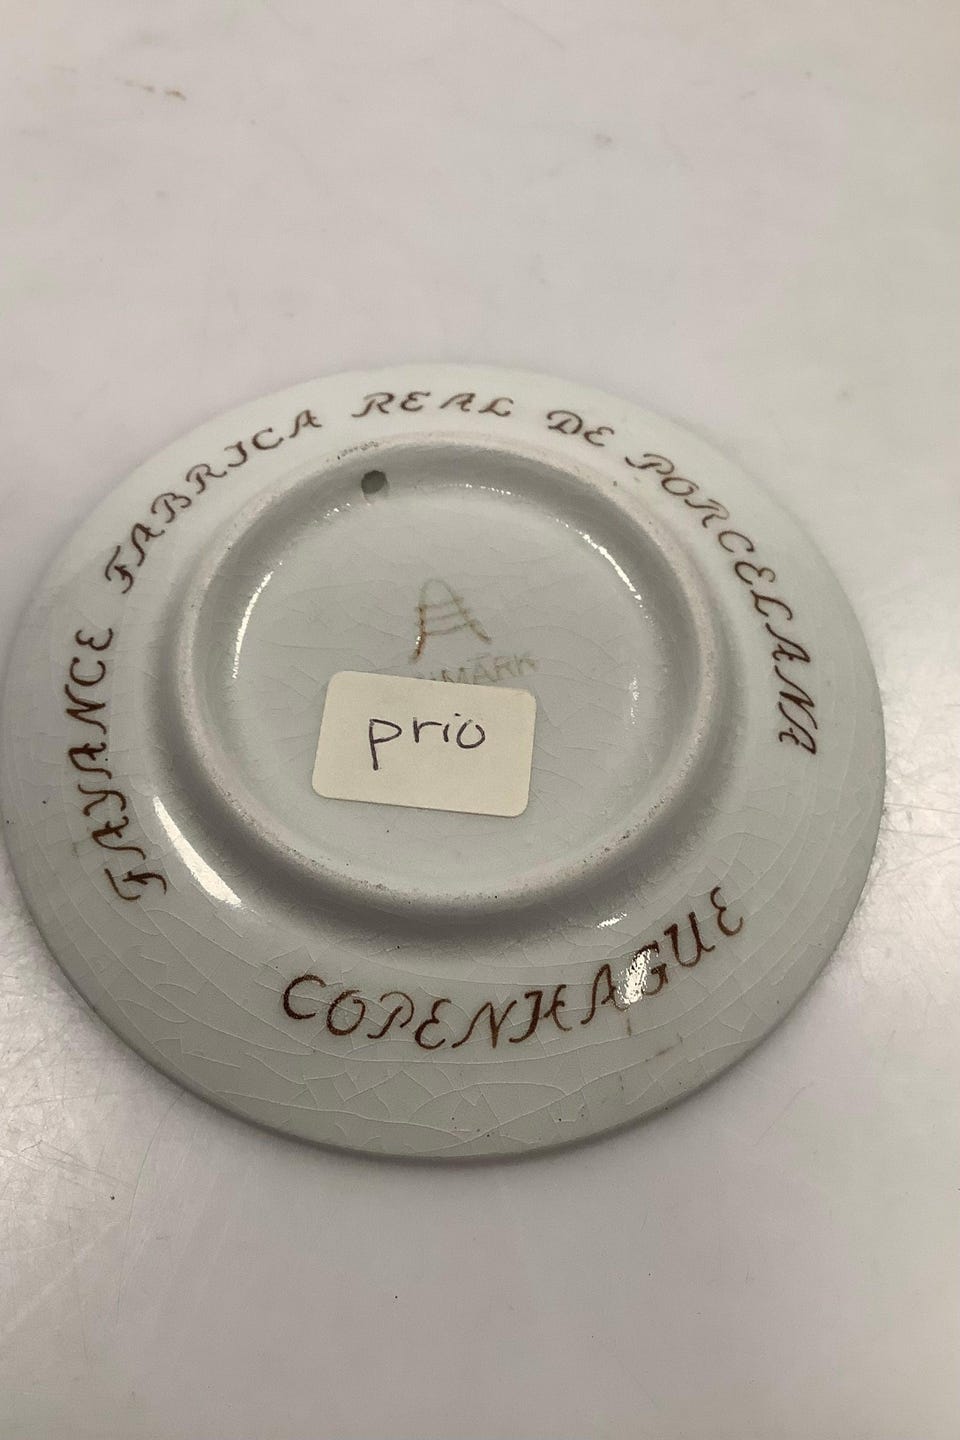 FAYANCE FABRICA REAL DE PORCELANA
COPENHAGUE
prio